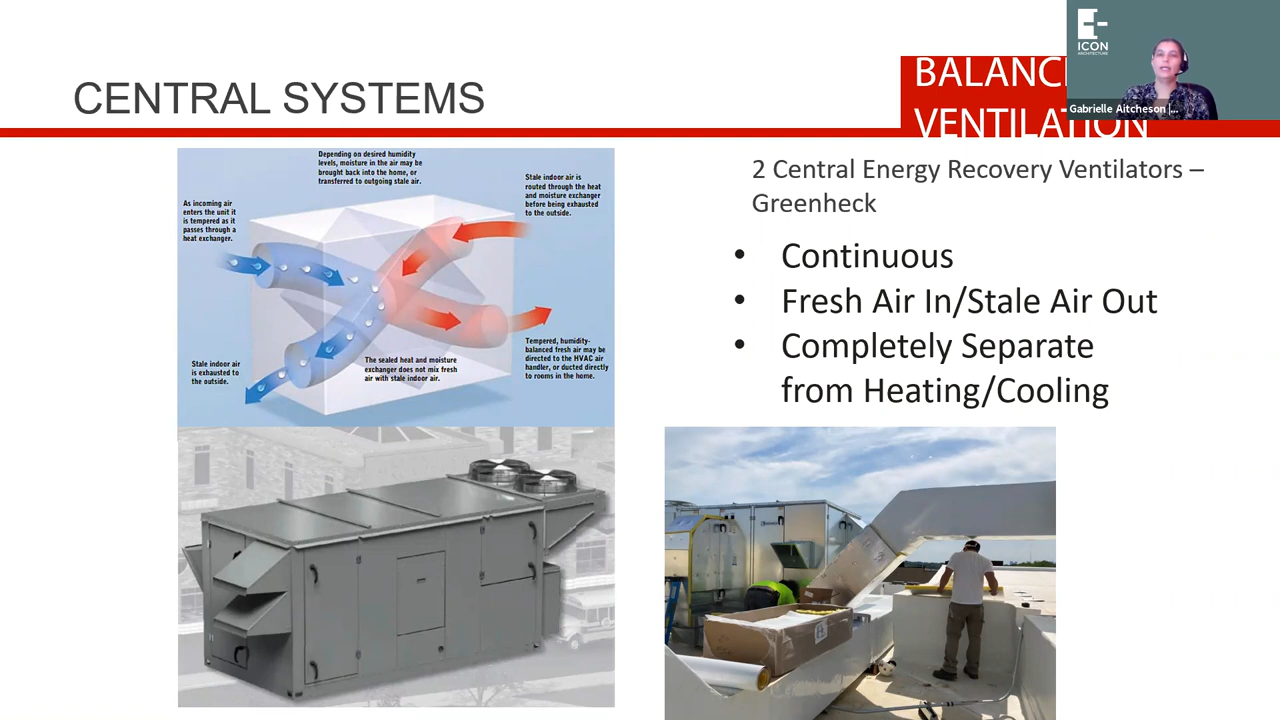 E-
ICON
ARCHITECTURE
Gabrielle Aitcheson |...
CENTRAL SYSTEMS
VENTILATION
Depending on desired humidity
levels, moisture in the air may be
brought back into the home, or
transferred to outgoing stale air.
Stale indoor air is
routed through the heat
and moisture exchanger
before being exhausted
to the outside.
As incoming air
enters the unit it
is tempered as it
passes through a
heat exchanger.
Stale indoor air
is exhausted to
the outside.
The sealed heat and moisture
exchanger does not mix fresh
air with stale indoor air.
Tempered, humidity-
balanced fresh air may be
directed to the HVAC air
handler, or ducted directly
to rooms in the home.
2 Central Energy Recovery Ventilators –
Greenheck
• Continuous
• Fresh Air In/Stale Air Out
• Completely Separate
from Heating/Cooling